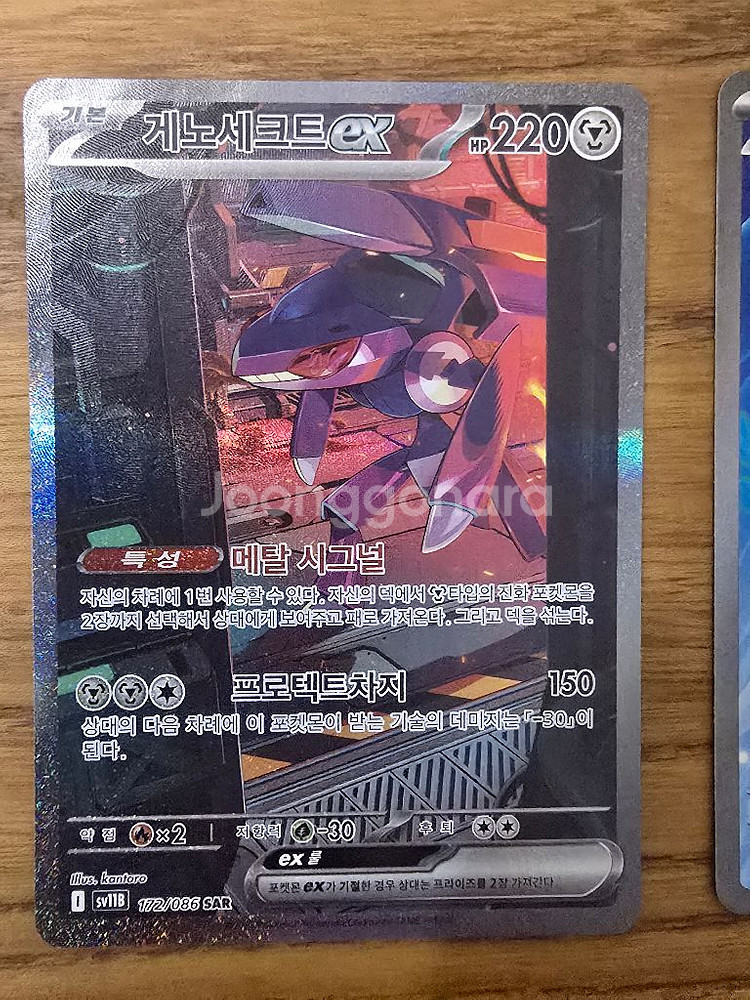 기본 게노세크트ex HP220
Joonggonara
특성 메탈 시그널
자신의 차례에 1번 사용할 수 있다. 자신의 덱에서 타입의 진화 포켓몬을
2장까지 선택해서 상대에게 보여주고 패로 가져온다. 그리고 덱을 섞는다.
프로텍트차지 150
상대의 다음 차례에 이 포켓몬이 받는 기술의 데미지는 「-30」이
된다.
약점 ×2 | 저항력 -30 후퇴
ex 룰
포켓몬 ex가 기절한 경우 상대는 프라이즈를 2장 가져간다
Illus. kantoro
I sv11B 172/086 SAR